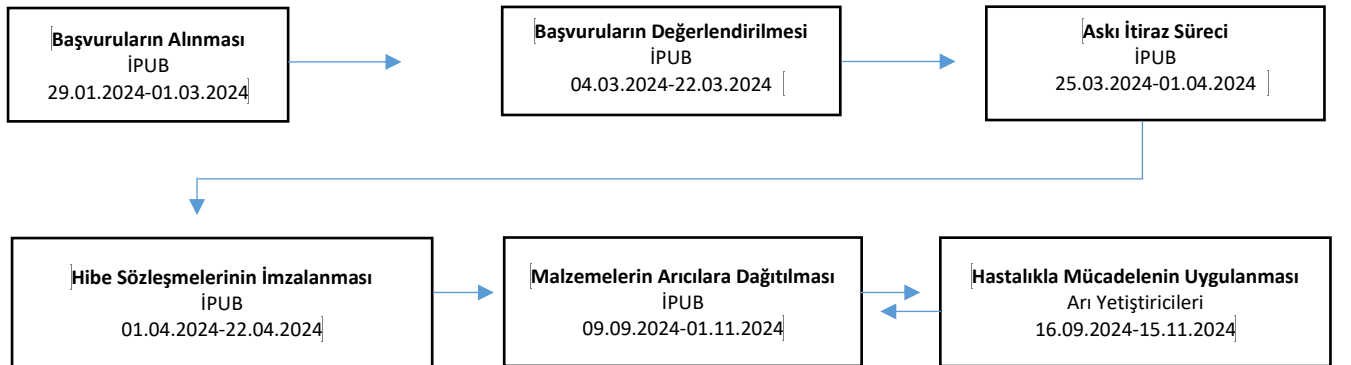 Başvuruların Alınması
İPUB
29.01.2024-01.03.2024
Başvuruların Değerlendirilmesi
İPUB
04.03.2024-22.03.2024
Askı İtiraz Süreci
İPUB
25.03.2024-01.04.2024
Hibe Sözleşmelerinin İmzalanması
İPUB
01.04.2024-22.04.2024
Malzemelerin Arıcılara Dağıtılması
İPUB
09.09.2024-01.11.2024
Hastalıkla Mücadelenin Uygulanması
Arı Yetiştiricileri
16.09.2024-15.11.2024